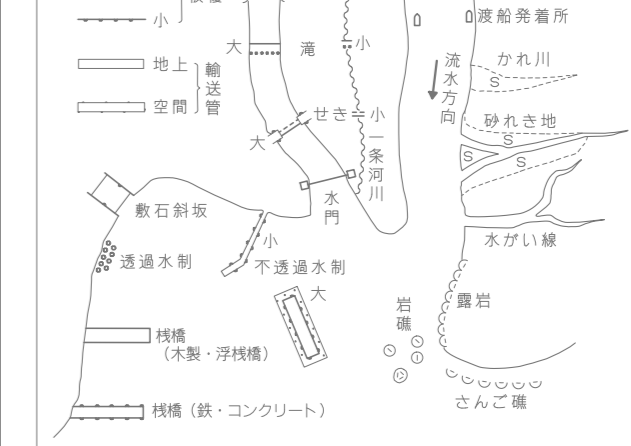 小
地上
空間
輸送管
大
滝
小
せき
小
大
一条河川
水門
渡船発着所
流水方向
かれ川
S
砂れき地
S
S
S
水がい線
敷石斜坂
透過水制
小
不透過水制
大
岩礁
露岩
さんご礁
桟橋
(木製・浮桟橋)
桟橋(鉄・コンクリート)